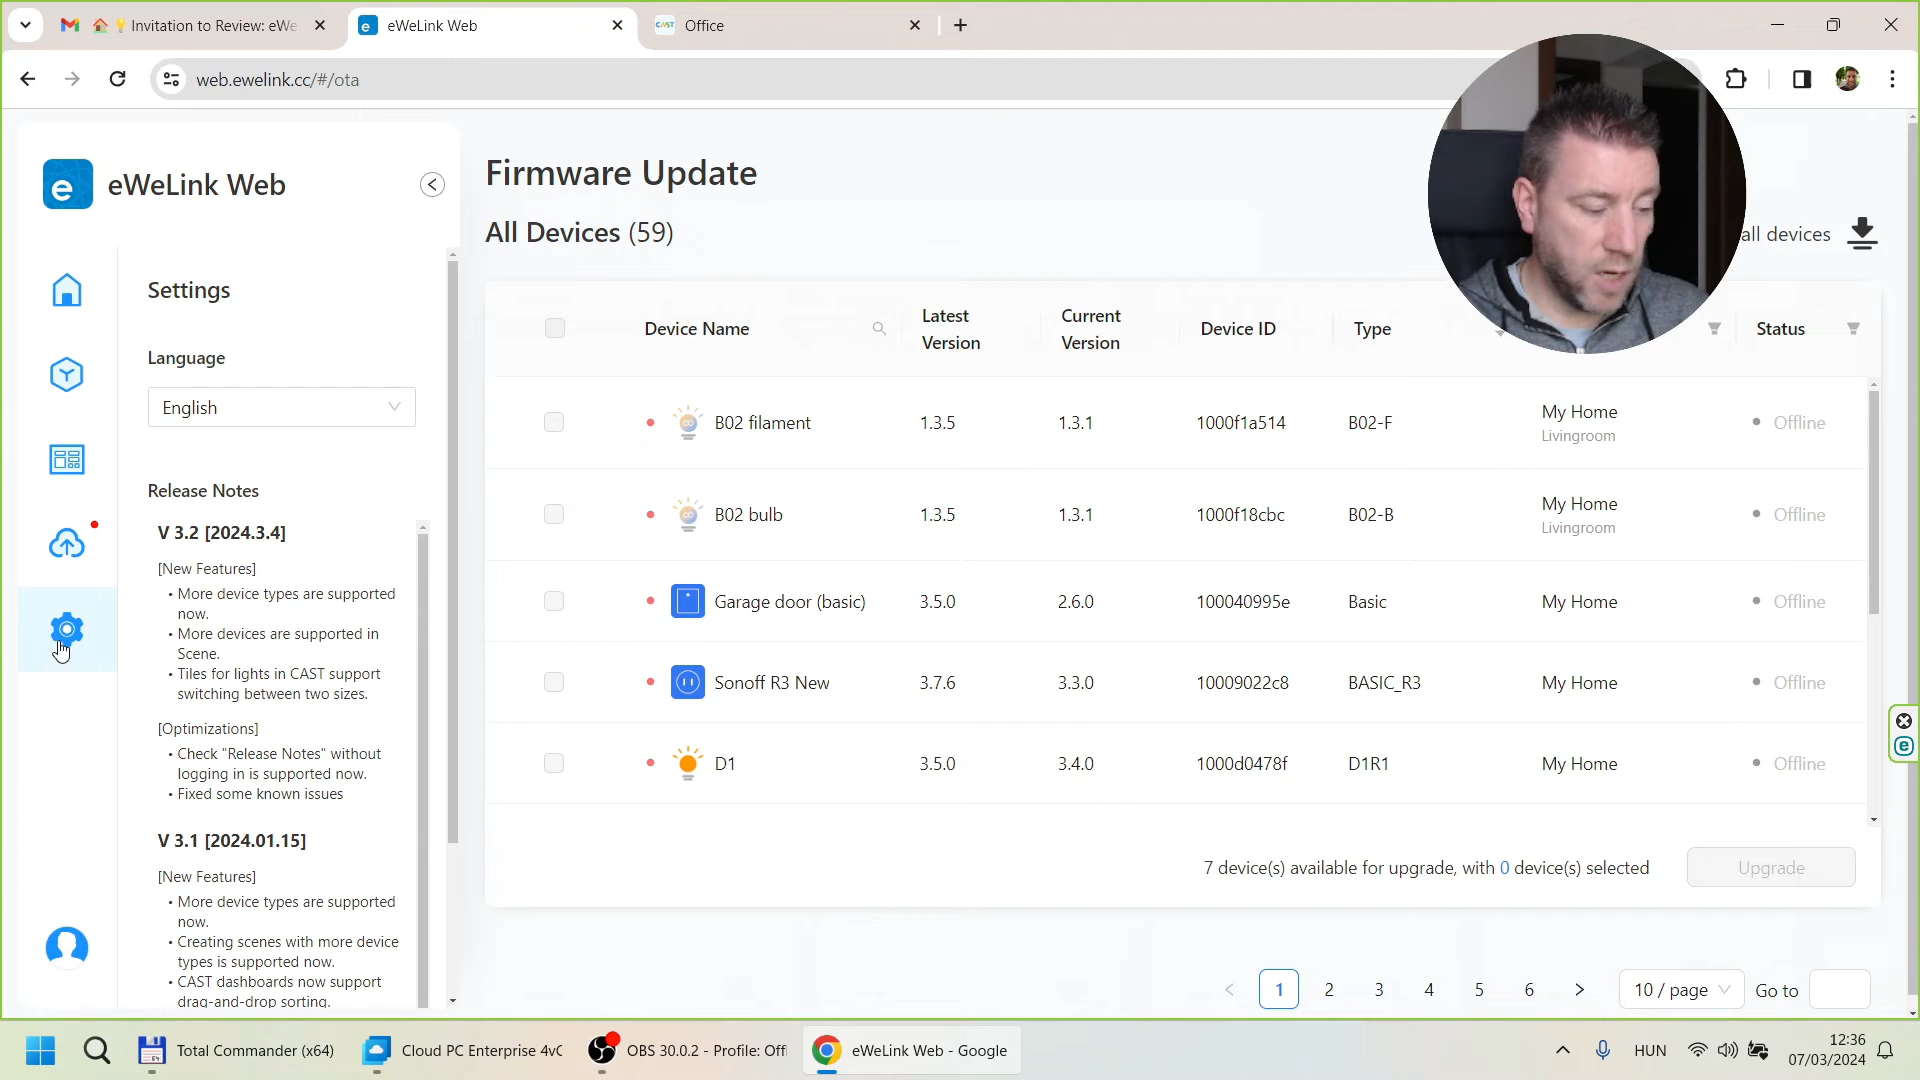 Invitation to Review: eWe
eWeLink Web
CAST
Office
web.ewelink.cc/#/ota
e
eWeLink Web
Settings
Language
English
Release Notes
V 3.2 [2024.3.4]
[New Features]
• More device types are supported
now.
• More devices are supported in
Scene.
• Tiles for lights in CAST support
switching between two sizes.
[Optimizations]
• Check "Release Notes" without
logging in is supported now.
• Fixed some known issues
V 3.1 [2024.01.15]
[New Features]
• More device types are supported
now.
• Creating scenes with more device
types is supported now.
• CAST dashboards now support
drag-and-drop sorting.
Firmware Update
All Devices (59)
all devices
Device Name
Latest
Version
Current
Version
Device ID
Type
Status
B02 filament
1.3.5
1.3.1
1000f1a514
B02-F
My Home
Livingroom
Offline
B02 bulb
1.3.5
1.3.1
1000f18cbc
B02-B
My Home
Livingroom
Offline
Garage door (basic)
3.5.0
2.6.0
100040995e
Basic
My Home
Offline
Sonoff R3 New
3.7.6
3.3.0
10009022c8
BASIC_R3
My Home
Offline
D1
3.5.0
3.4.0
1000d0478f
D1R1
My Home
Offline
7 device(s) available for upgrade, with 0 device(s) selected
Upgrade
< 1 2 3 4 5 6 >
10 / page
Go to
Total Commander (x64)
Cloud PC Enterprise 4vC
OBS 30.0.2 - Profile: Offi
eWeLink Web - Google
HUN
12:36
07/03/2024